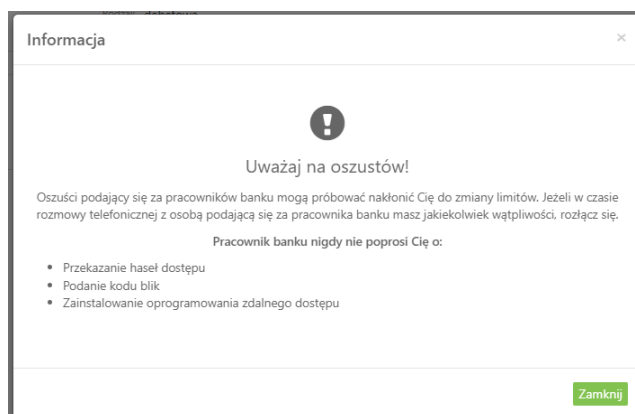 Rodzaj debetowa
Informacja
×
Uważaj na oszustów!
Oszuści podający się za pracowników banku mogą próbować nakłonić Cię do zmiany limitów. Jeżeli w czasie
rozmowy telefonicznej z osobą podającą się za pracownika banku masz jakiekolwiek wątpliwości, rozłącz się.
Pracownik banku nigdy nie poprosi Cię o:
• Przekazanie haseł dostępu
• Podanie kodu blik
• Zainstalowanie oprogramowania zdalnego dostępu
Zamknij